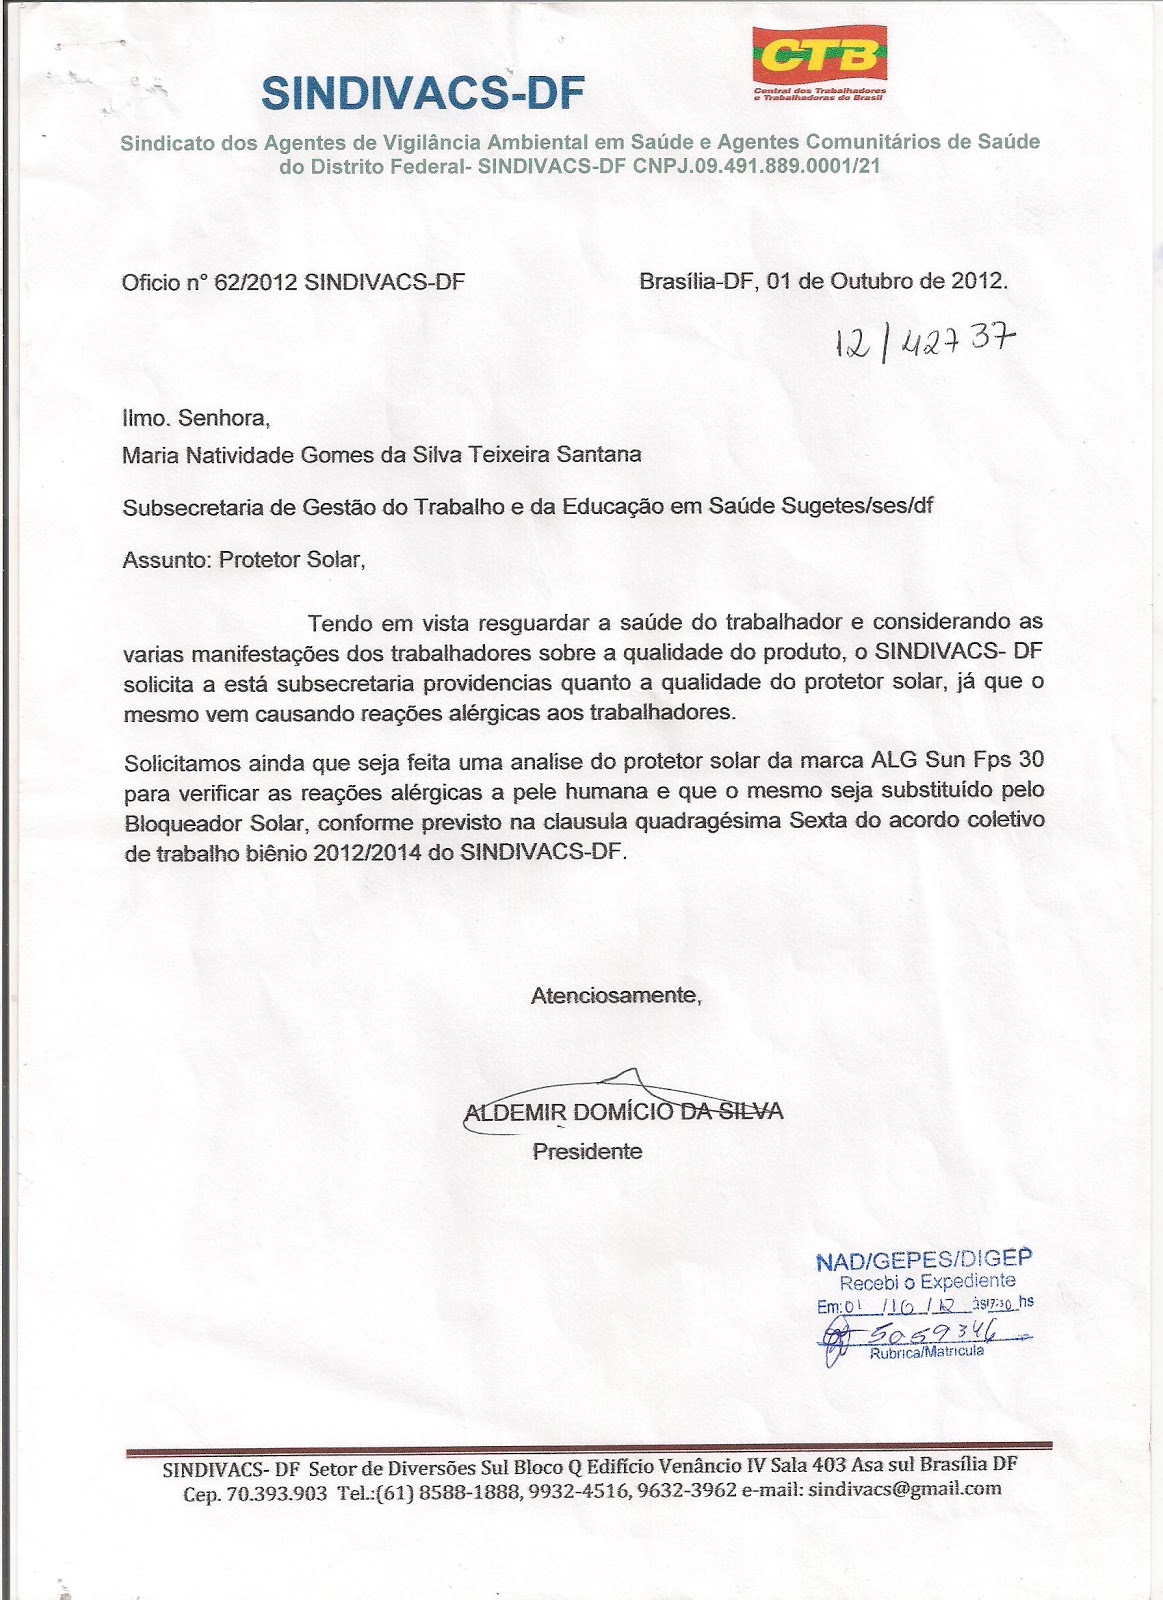 CTB
Central dos Trabalhadores
e Trabalhadoras do Brasil
SINDIVACS-DF
Sindicato dos Agentes de Vigilância Ambiental em Saúde e Agentes Comunitários de Saúde
do Distrito Federal- SINDIVACS-DF CNPJ.09.491.889.0001/21
Oficio n° 62/2012 SINDIVACS-DF Brasília-DF, 01 de Outubro de 2012.
12/42737
Ilmo. Senhora,
Maria Natividade Gomes da Silva Teixeira Santana
Subsecretaria de Gestão do Trabalho e da Educação em Saúde Sugetes/ses/df
Assunto: Protetor Solar,
Tendo em vista resguardar a saúde do trabalhador e considerando as
varias manifestações dos trabalhadores sobre a qualidade do produto, o SINDIVACS- DF
solicita a está subsecretaria providencias quanto a qualidade do protetor solar, já que o
mesmo vem causando reações alérgicas aos trabalhadores.
Solicitamos ainda que seja feita uma analise do protetor solar da marca ALG Sun Fps 30
para verificar as reações alérgicas a pele humana e que o mesmo seja substituído pelo
Bloqueador Solar, conforme previsto na clausula quadragésima Sexta do acordo coletivo
de trabalho biênio 2012/2014 do SINDIVACS-DF.
Atenciosamente,
ALDEMIR DOMÍCIO DA SILVA
Presidente
NAD/GEPES/DIGEP
Recebi o Expediente
Em: 01 /10 /12 às 17:30 hs
5059346
Rubrica/Matricula
SINDIVACS- DF Setor de Diversões Sul Bloco Q Edifício Venâncio IV Sala 403 Asa sul Brasília DF
Cep. 70.393.903 Tel.:(61) 8588-1888, 9932-4516, 9632-3962 e-mail: sindivacs@gmail.com